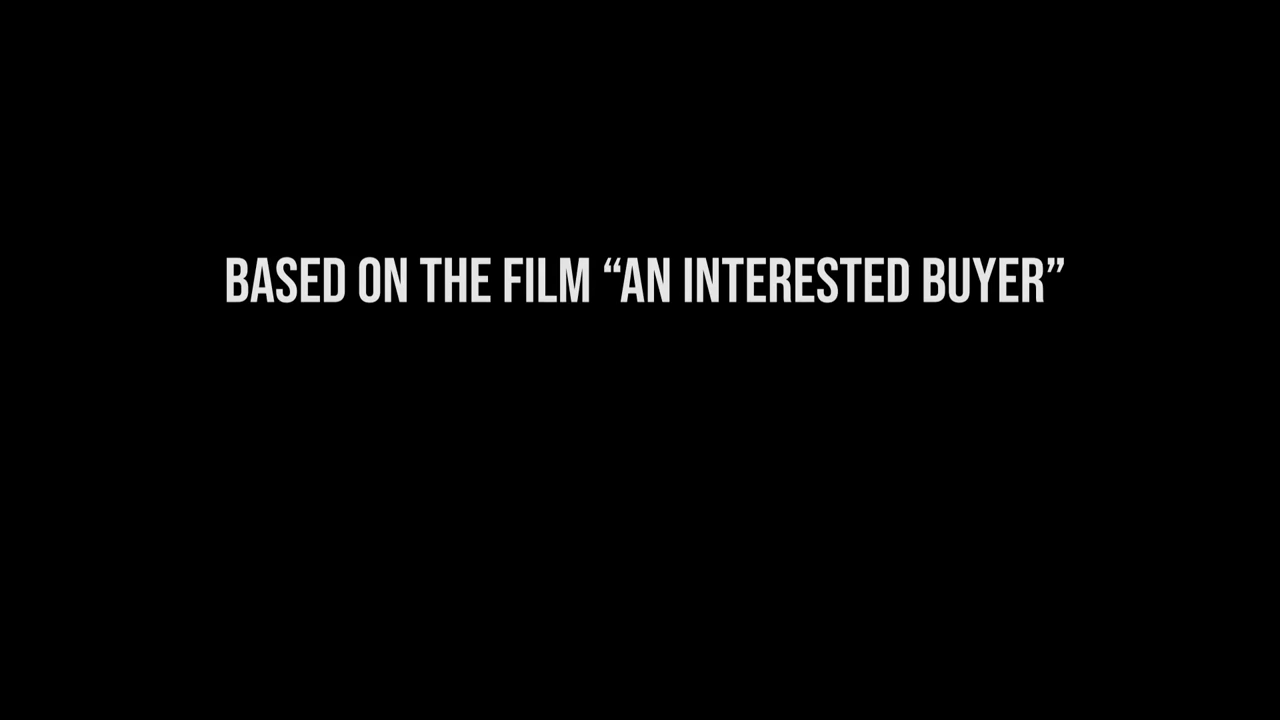 BASED ON THE FILM “AN INTERESTED BUYER”